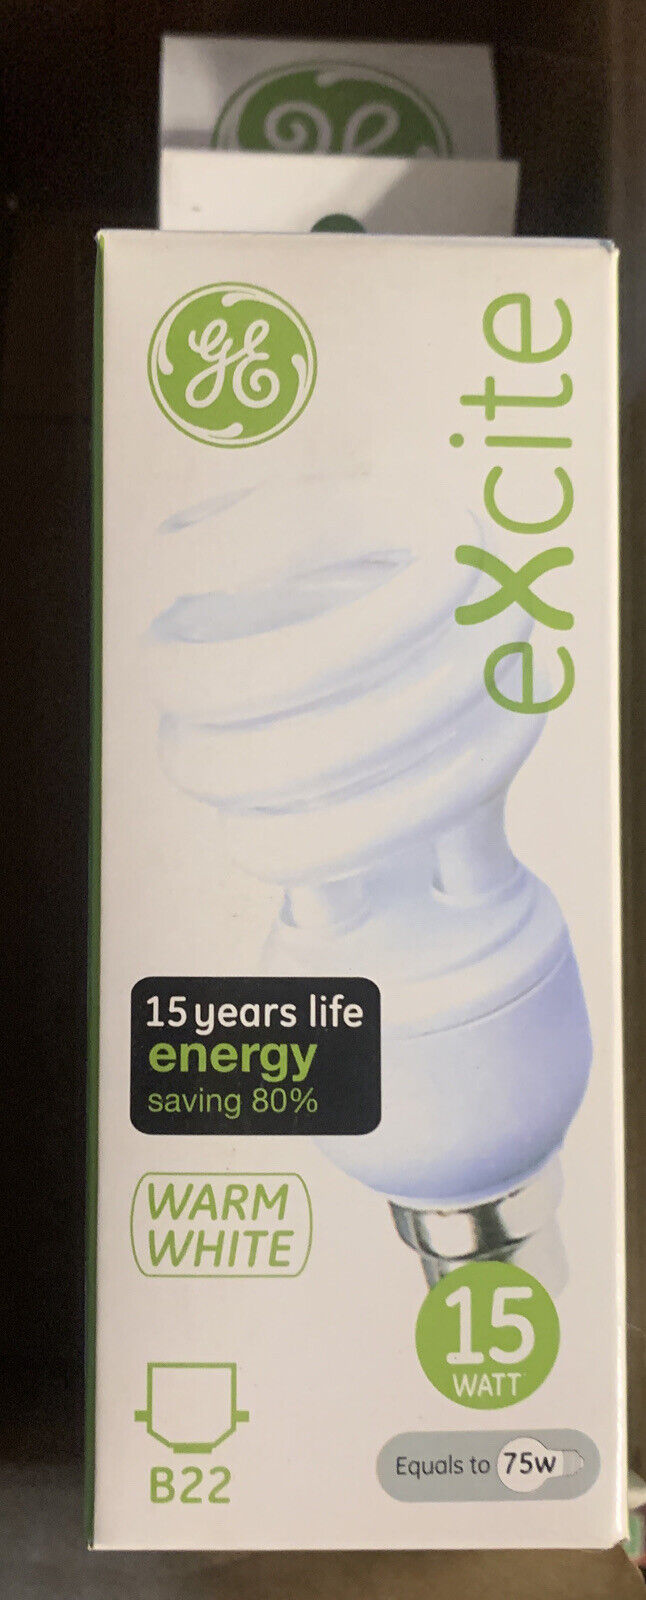 GE
eXcite
15 years life
energy
saving 80%
WARM
WHITE
15
WATT
B22
Equals to 75w